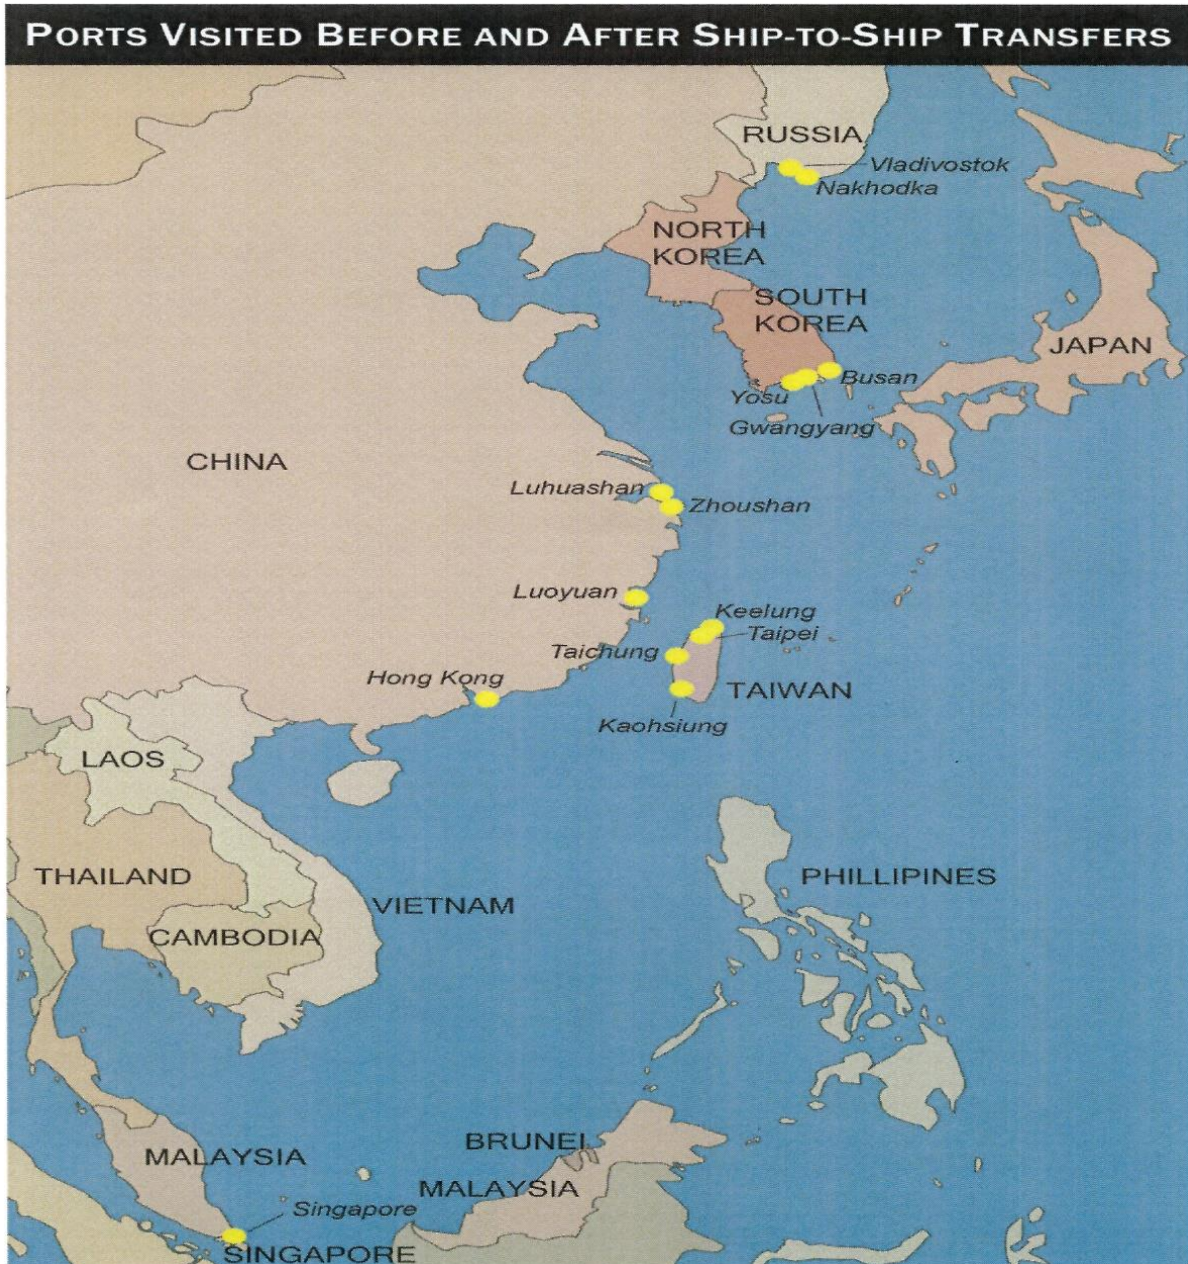 PORTS VISITED BEFORE AND AFTER SHIP-TO-SHIP TRANSFERS
RUSSIA
Vladivostok
Nakhodka
NORTH
KOREA
SOUTH
KOREA
JAPAN
Busan
Yosu
Gwangyang
CHINA
Luhuashan
Zhoushan
Luoyuan
Keelung
Taipei
Taichung
Hong Kong
TAIWAN
Kaohsiung
LAOS
THAILAND
PHILLIPINES
VIETNAM
CAMBODIA
BRUNEI
MALAYSIA
MALAYSIA
Singapore
SINGAPORE